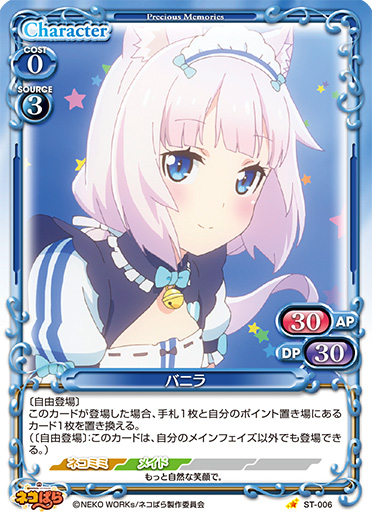 Precious Memories
Character
COST
0
SOURCE
3
30 AP
DP 30
バニラ
〔自由登場〕
このカードが登場した場合、手札1枚と自分のポイント置き場にある
カード1枚を置き換える。
(〔自由登場〕:このカードは、自分のメインフェイズ以外でも登場でき
る。)
ネコミミ メイド
もっと自然な笑顔で。
ネコぱら
©NEKO WORKs/ネコぱら製作委員会
ST-006